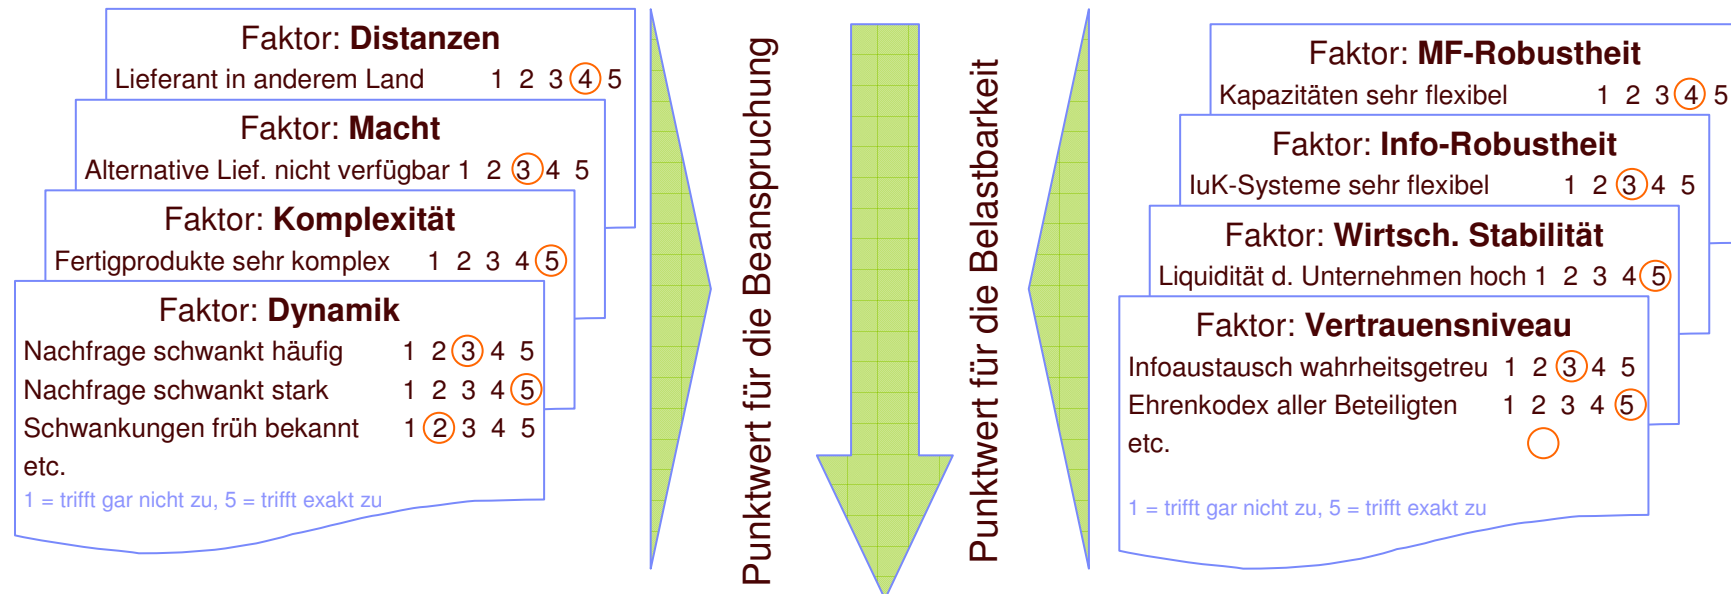 Faktor: Distanzen
Lieferant in anderem Land 1 2 3 4 5
Faktor: Macht
Alternative Lief. nicht verfügbar 1 2 3 4 5
Faktor: Komplexität
Fertigprodukte sehr komplex 1 2 3 4 5
Faktor: Dynamik
Nachfrage schwankt häufig 1 2 3 4 5
Nachfrage schwankt stark 1 2 3 4 5
Schwankungen früh bekannt 1 2 3 4 5
etc.
1 = trifft gar nicht zu, 5 = trifft exakt zu
Punktwert für die Beanspruchung
Punktwert für die Belastbarkeit
Faktor: MF-Robustheit
Kapazitäten sehr flexibel 1 2 3 4 5
Faktor: Info-Robustheit
IuK-Systeme sehr flexibel 1 2 3 4 5
Faktor: Wirtsch. Stabilität
Liquidität d. Unternehmen hoch 1 2 3 4 5
Faktor: Vertrauensniveau
Infoaustausch wahrheitsgetreu 1 2 3 4 5
Ehrenkodex aller Beteiligten 1 2 3 4 5
etc.
1 = trifft gar nicht zu, 5 = trifft exakt zu